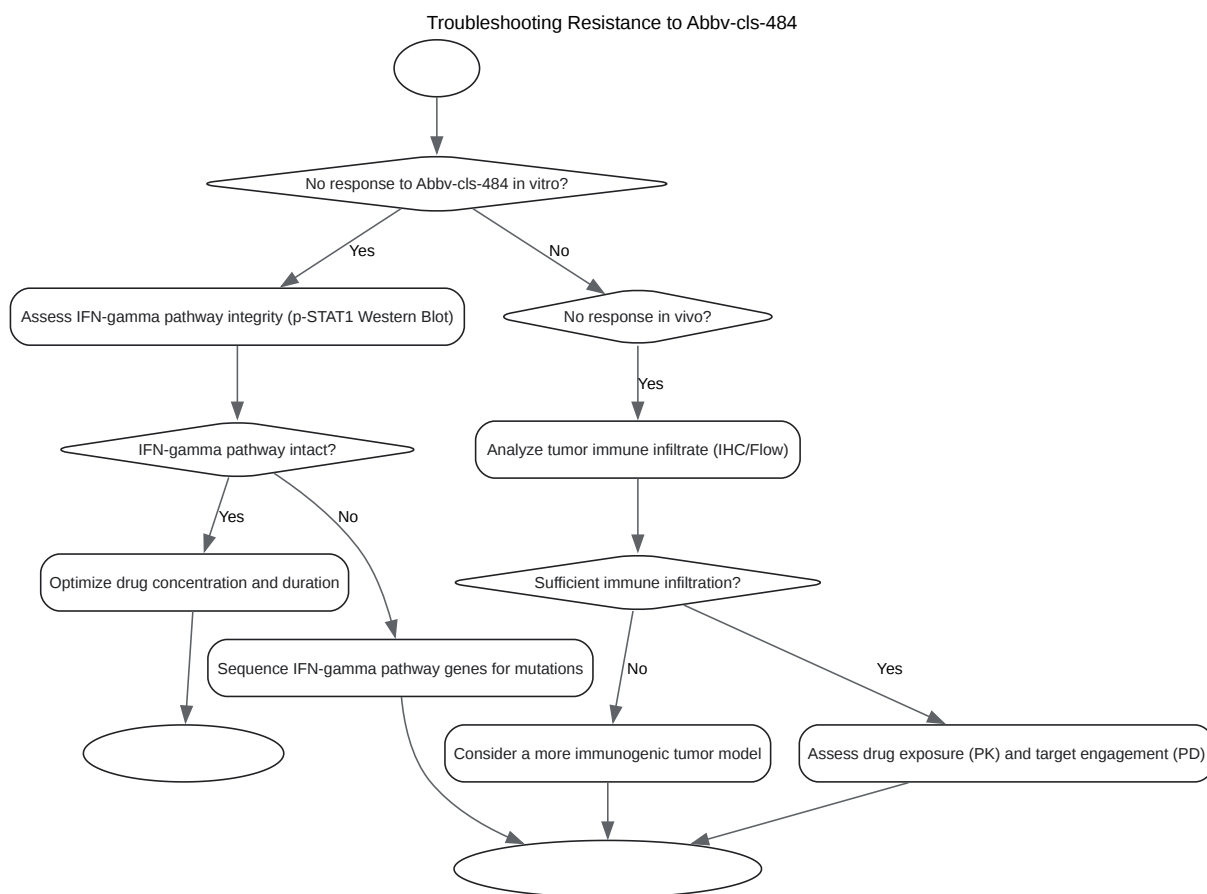 Troubleshooting Resistance to Abbv-cls-484
No response to Abbv-cls-484 in vitro?
Yes
No
Assess IFN-gamma pathway integrity (p-STAT1 Western Blot)
No response in vivo?
Yes
IFN-gamma pathway intact?
Analyze tumor immune infiltrate (IHC/Flow)
Yes
No
Optimize drug concentration and duration
Sufficient immune infiltration?
Sequence IFN-gamma pathway genes for mutations
No
Yes
Consider a more immunogenic tumor model
Assess drug exposure (PK) and target engagement (PD)